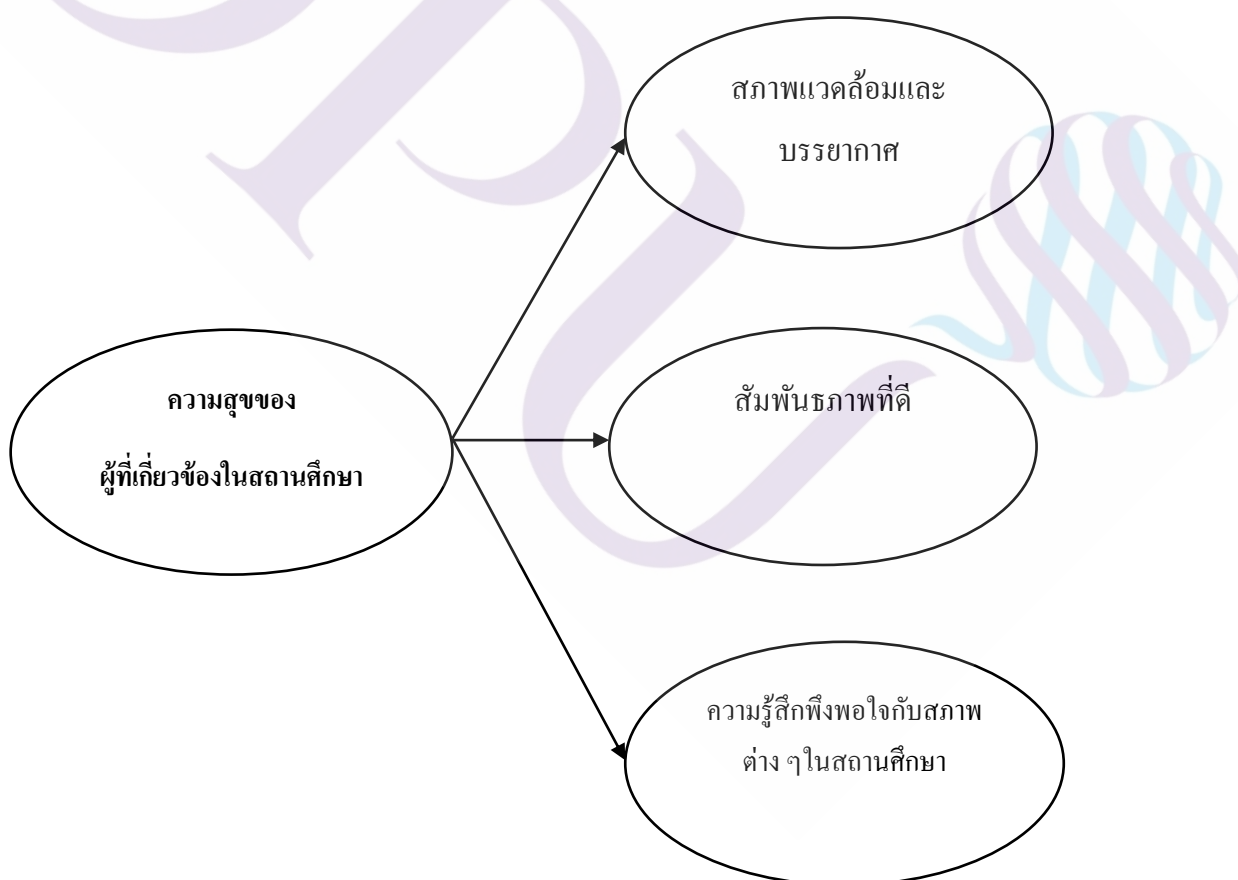 สภาพแวดล้อมและ
บรรยากาศ
ความสุขของ
ผู้ที่เกี่ยวข้องในสถานศึกษา
สัมพันธภาพที่ดี
ความรู้สึกพึงพอใจกับสภาพ
ต่าง ๆในสถานศึกษา